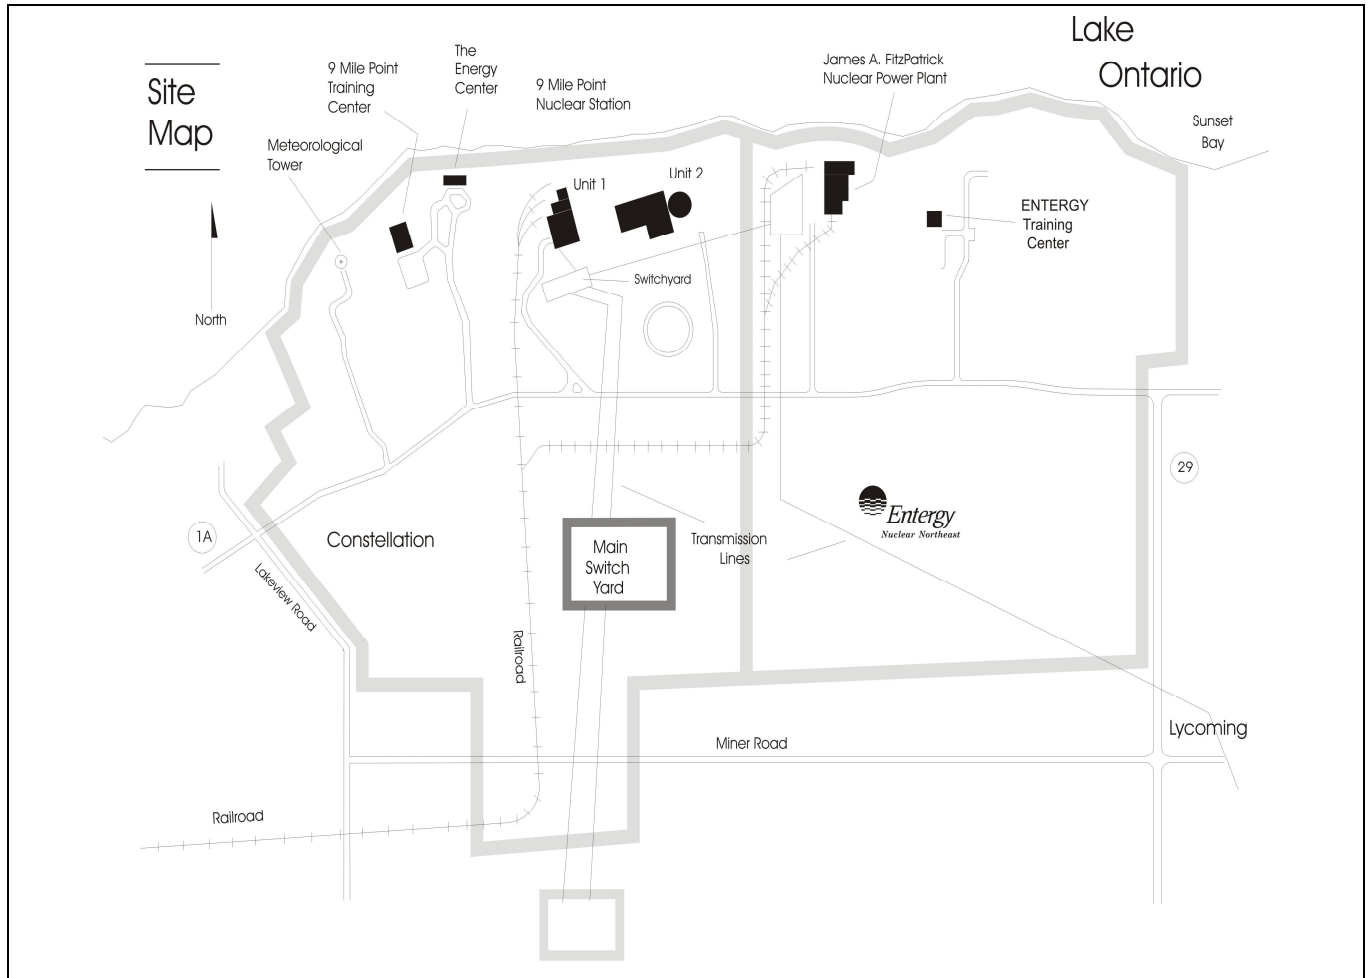 Lake
Ontario
Site
Map
9 Mile Point
Training
Center
The
Energy
Center
9 Mile Point
Nuclear Station
James A. FitzPatrick
Nuclear Power Plant
Sunset
Bay
Meteorological
Tower
Unit 1
Unit 2
ENTERGY
Training
Center
Switchyard
North
29
1A
Constellation
Main
Switch
Yard
Transmission
Lines
Entergy
Nuclear Northeast
Lakeview Road
Railroad
Miner Road
Lycoming
Railroad